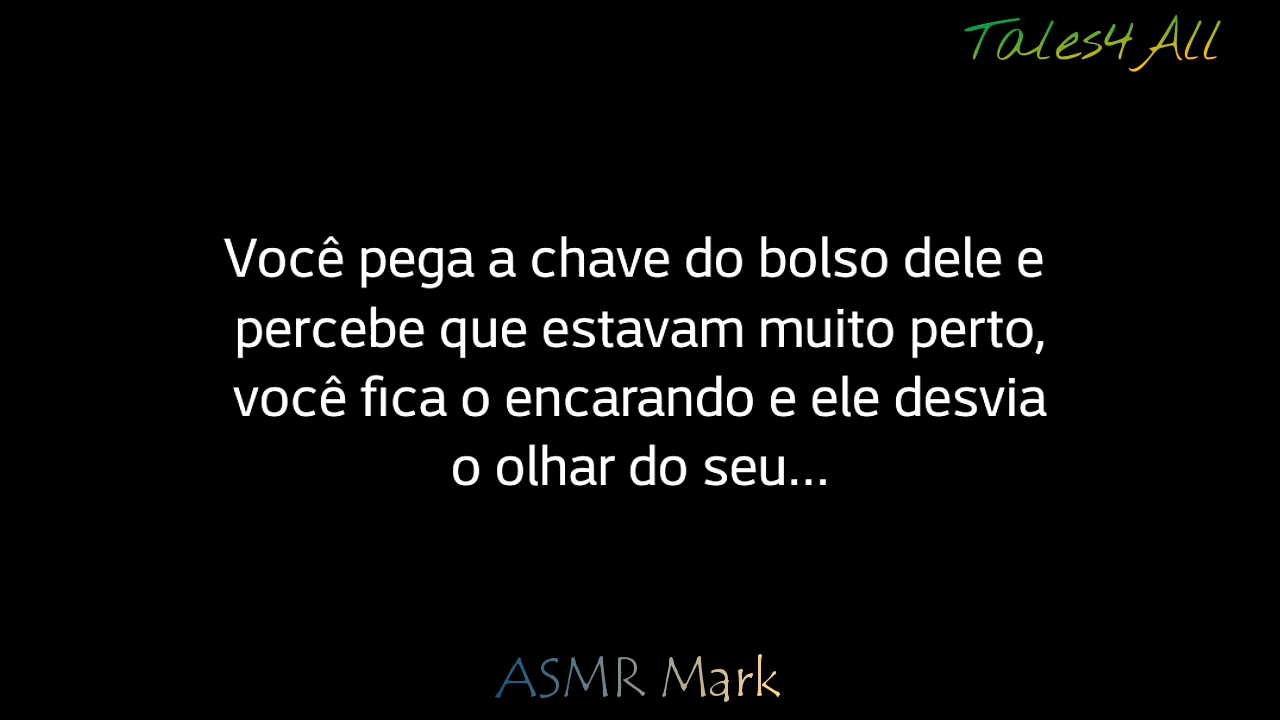 Tales4 All
Você pega a chave do bolso dele e
percebe que estavam muito perto,
você fica o encarando e ele desvia
o olhar do seu...
ASMR Mark